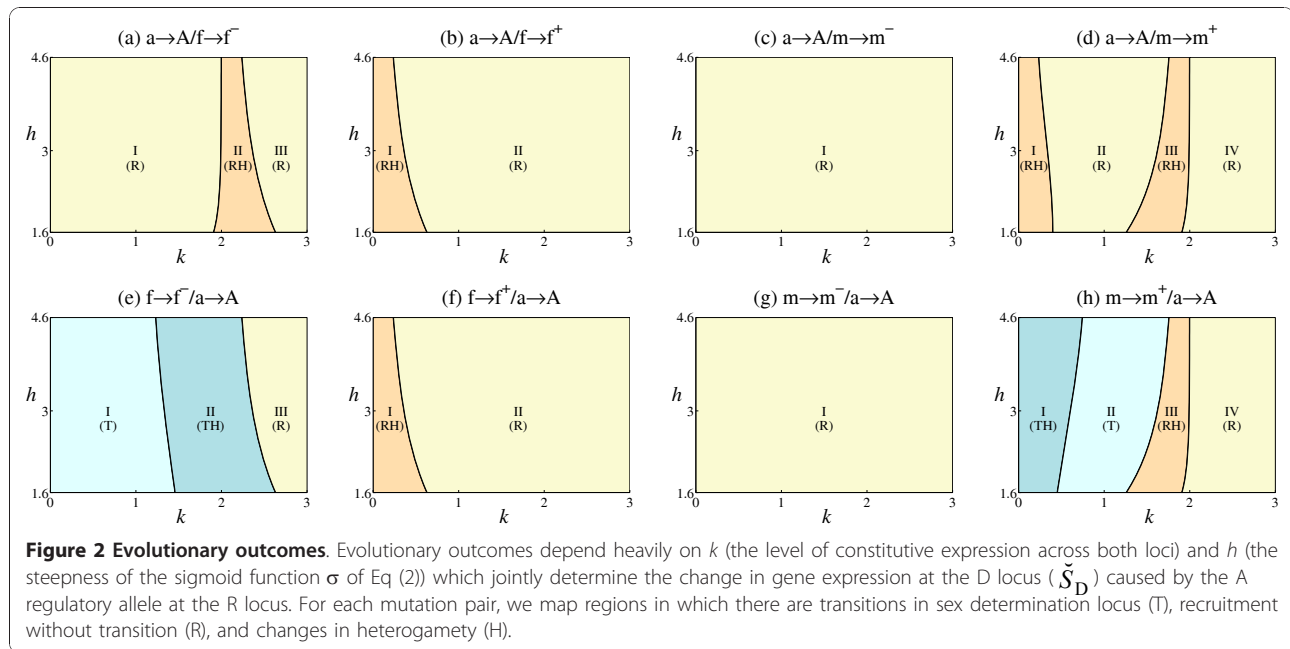 (a) a→A/f→f⁻
(b) a→A/f→f⁺
(c) a→A/m→m⁻
(d) a→A/m→m⁺
4.6
h
3
1.6
I
(R)
II
(RH)
III
(R)
0 1 2 3
k
4.6
h
3
1.6
I
(RH)
II
(R)
0 1 2 3
k
4.6
h
3
1.6
I
(R)
0 1 2 3
k
4.6
h
3
1.6
I
(RH)
II
(R)
III
(RH)
IV
(R)
0 1 2 3
k
(e) f→f⁻/a→A
(f) f→f⁺/a→A
(g) m→m⁻/a→A
(h) m→m⁺/a→A
4.6
h
3
1.6
I
(T)
II
(TH)
III
(R)
0 1 2 3
k
4.6
h
3
1.6
I
(RH)
II
(R)
0 1 2 3
k
4.6
h
3
1.6
I
(R)
0 1 2 3
k
4.6
h
3
1.6
I
(TH)
II
(T)
III
(RH)
IV
(R)
0 1 2 3
k
Figure 2 Evolutionary outcomes. Evolutionary outcomes depend heavily on k (the level of constitutive expression across both loci) and h (the
steepness of the sigmoid function σ of Eq (2)) which jointly determine the change in gene expression at the D locus ( Š_D ) caused by the A
regulatory allele at the R locus. For each mutation pair, we map regions in which there are transitions in sex determination locus (T), recruitment
without transition (R), and changes in heterogamety (H).